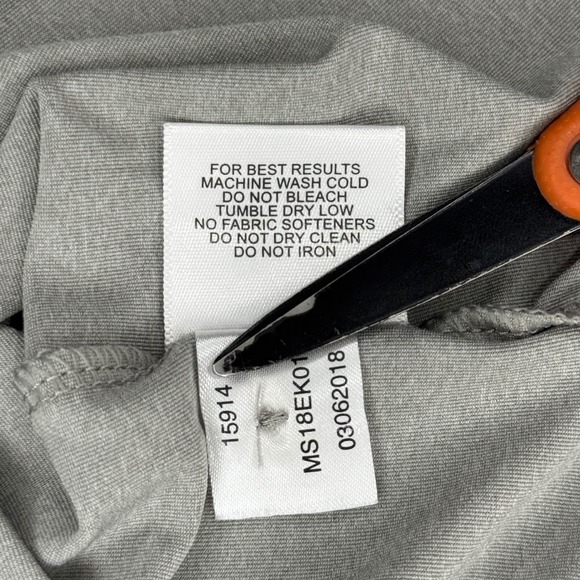 FOR BEST RESULTS
MACHINE WASH COLD
DO NOT BLEACH
TUMBLE DRY LOW
NO FABRIC SOFTENERS
DO NOT DRY CLEAN
DO NOT IRON
15914
MS18EK01
03062018